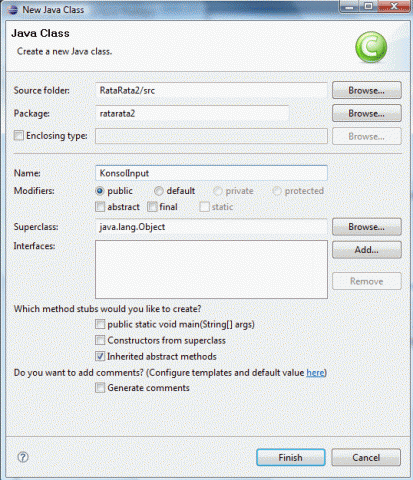 New Java Class
Java Class
Create a new Java class.
C
Source folder: RataRata2/src Browse...
Package: ratarata2 Browse...
Enclosing type: Browse...
Name: KonsolInput
Modifiers: public default private protected
abstract final static
Superclass: java.lang.Object Browse...
Interfaces: Add...
Remove
Which method stubs would you like to create?
public static void main(String[] args)
Constructors from superclass
Inherited abstract methods
Do you want to add comments? (Configure templates and default value here)
Generate comments
? Finish Cancel